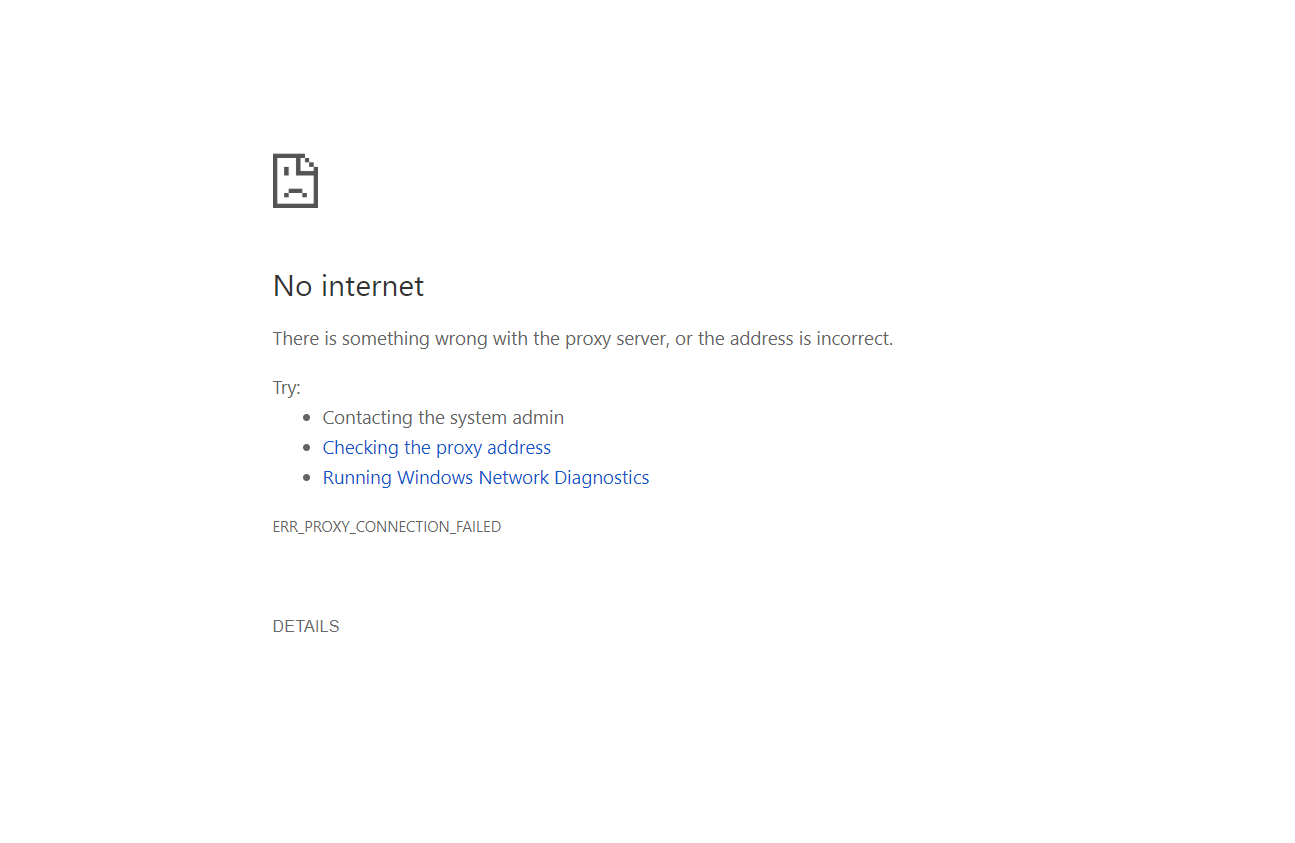 No internet
There is something wrong with the proxy server, or the address is incorrect.
Try:
Contacting the system admin
Checking the proxy address
Running Windows Network Diagnostics
ERR_PROXY_CONNECTION_FAILED
DETAILS